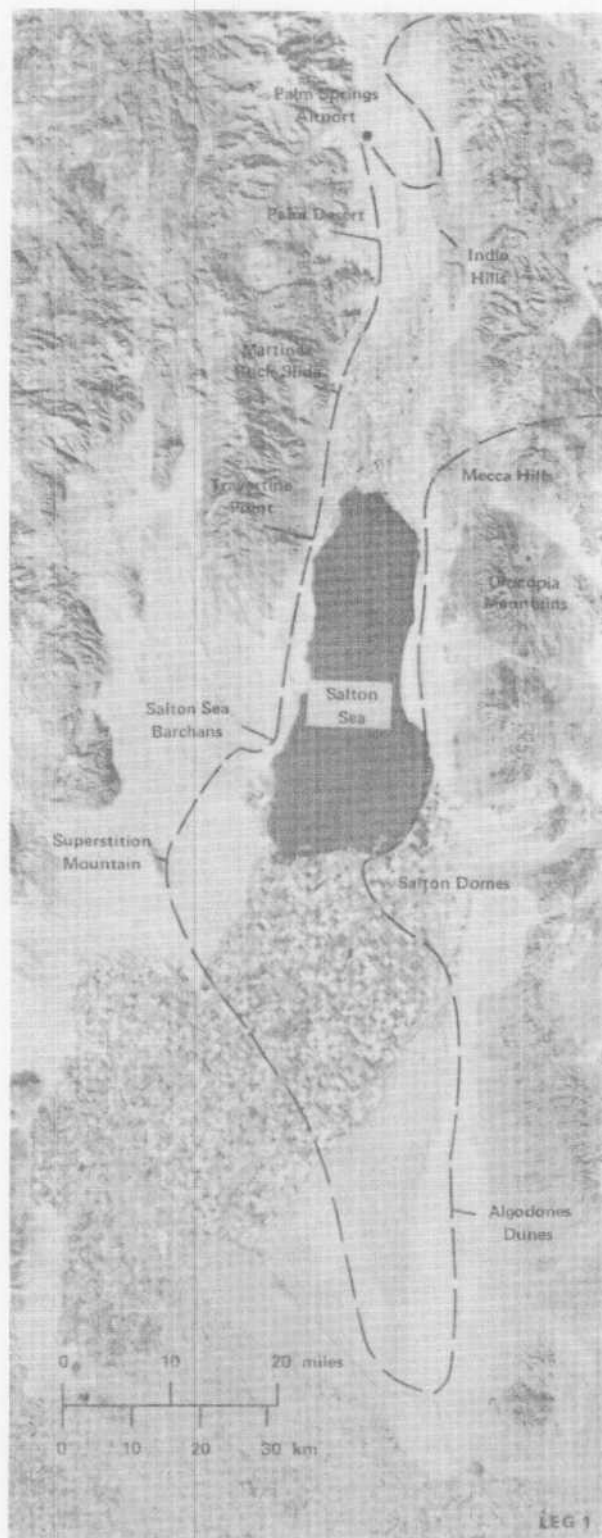 Palm Springs
Airport
Palm Desert
Indio
Hills
Martinez
Rock Slide
Mecca Hills
Travertine
Point
Orocopia
Mountains
Salton
Sea
Salton Sea
Barchans
Superstition
Mountain
Salton Domes
Algodones
Dunes
0 10 20 miles
0 10 20 30 km
LEG 1